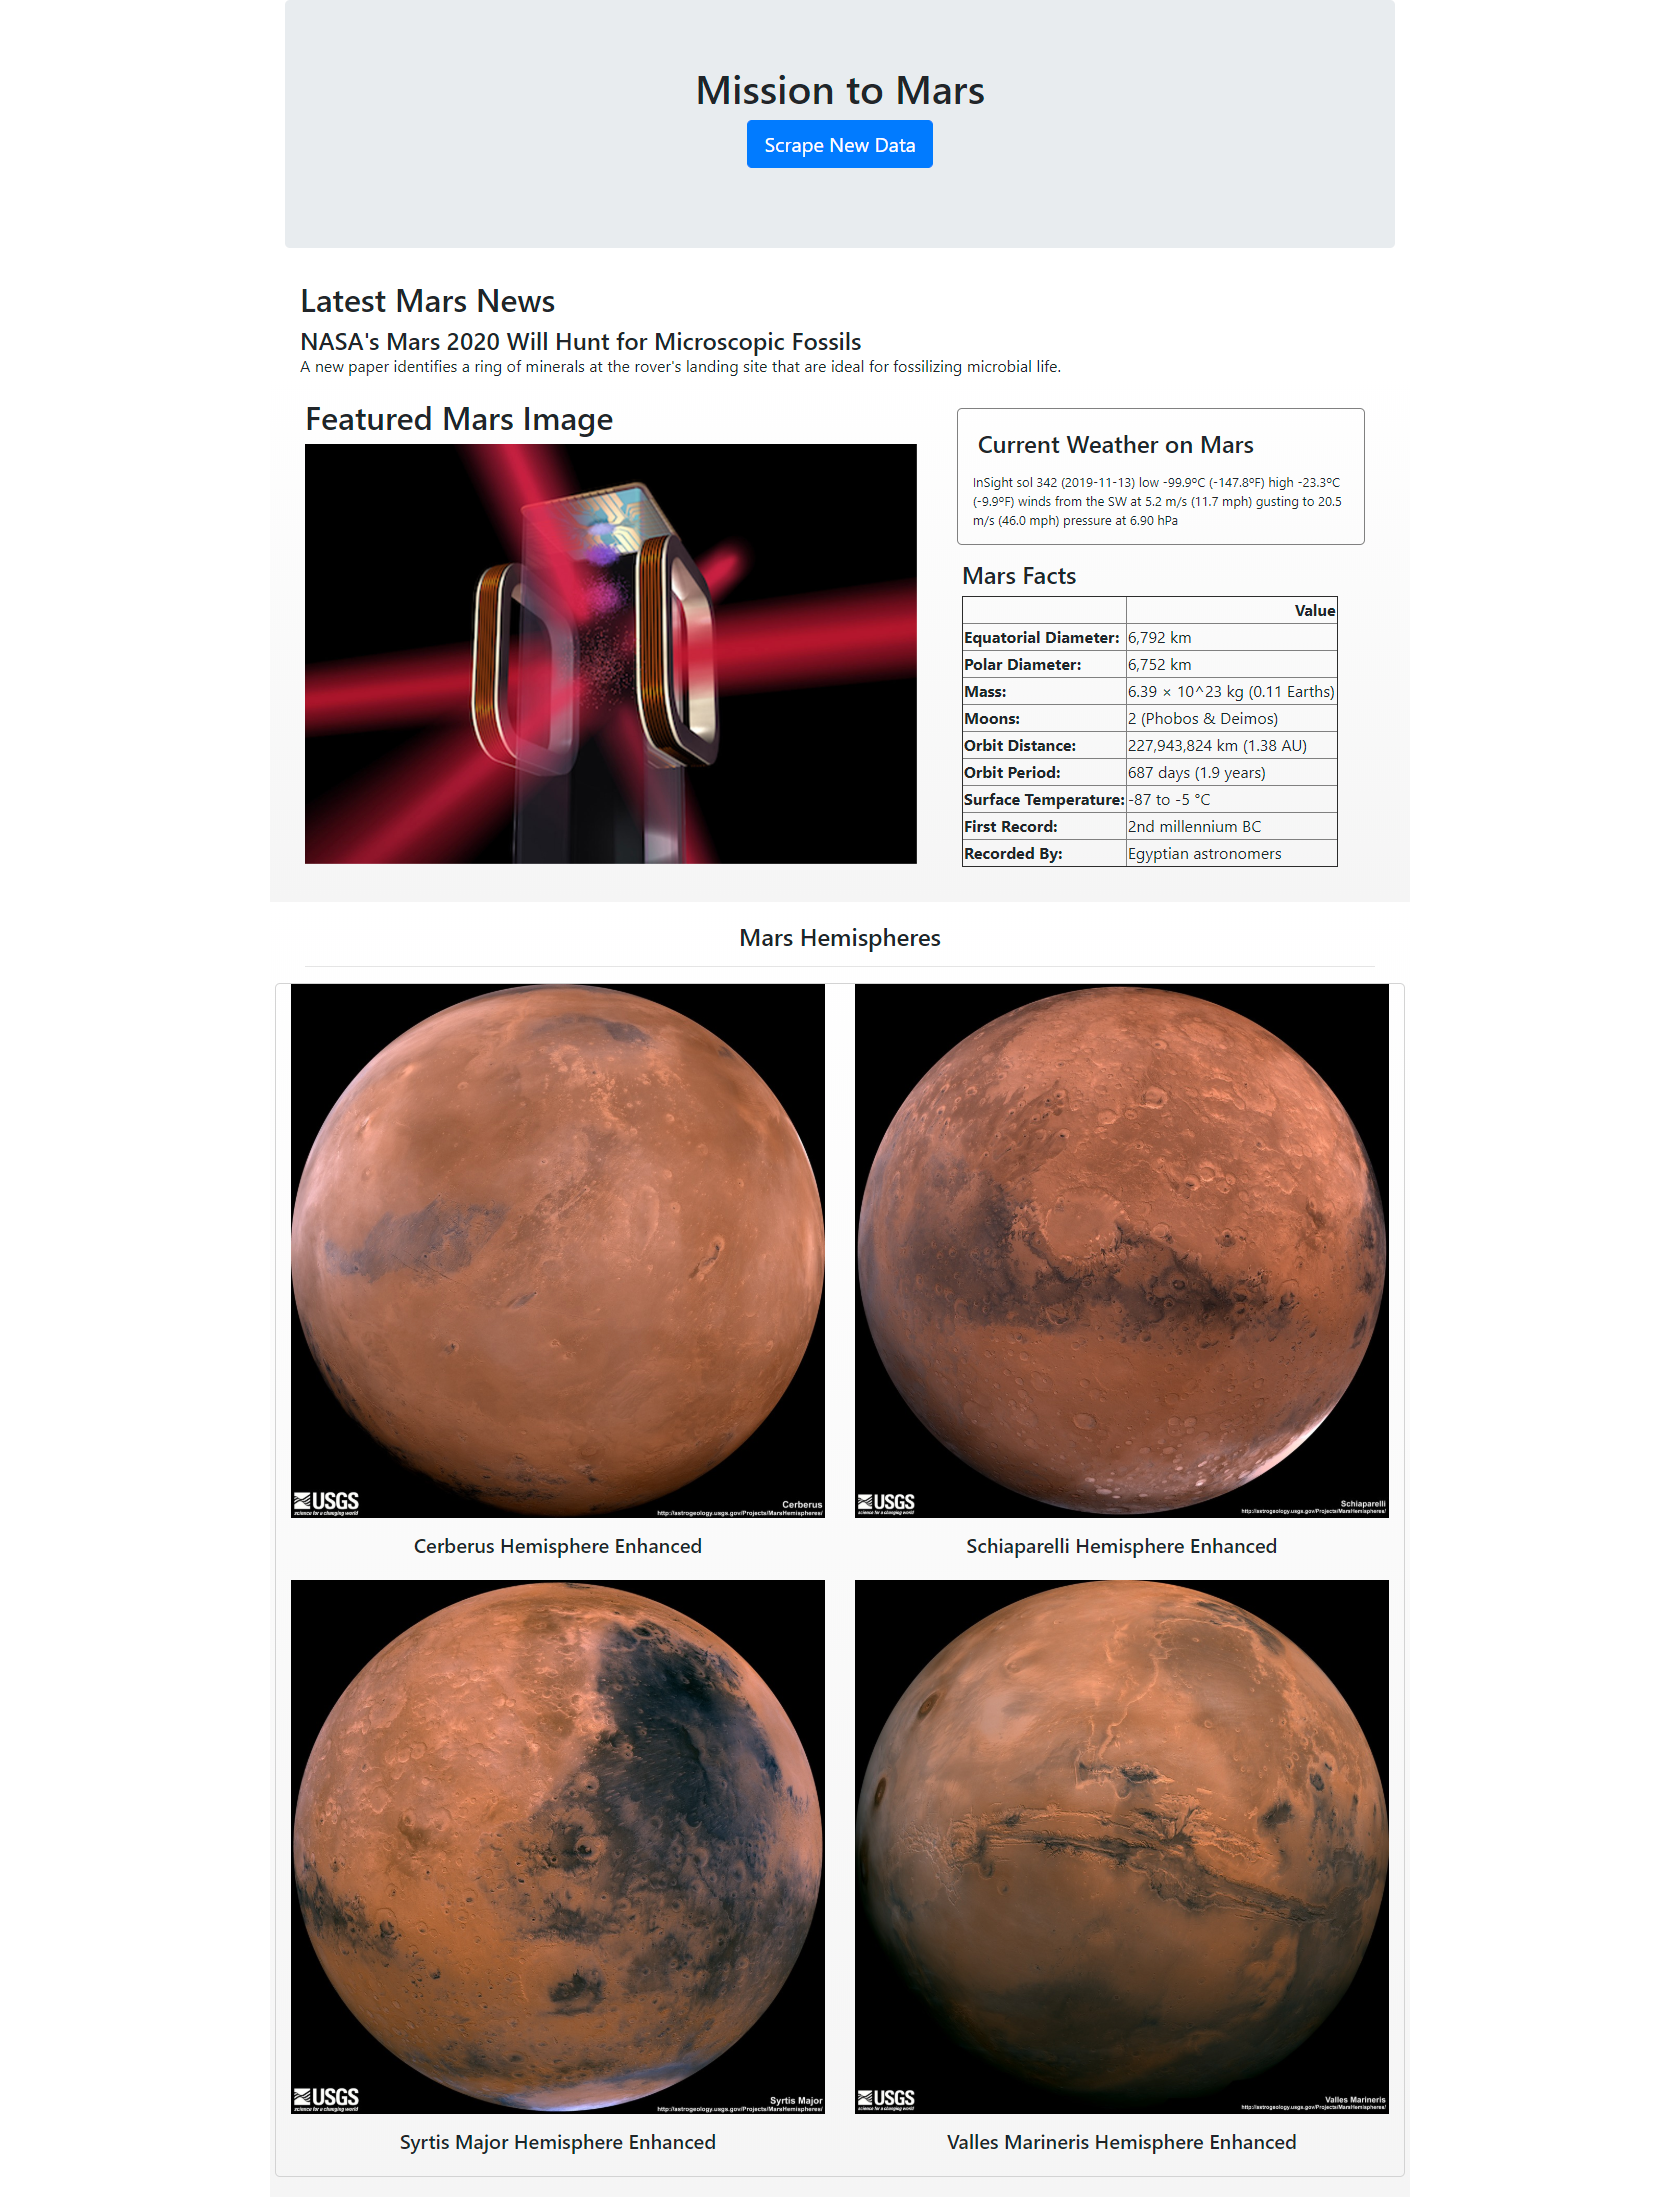 Mission to Mars
Scrape New Data
Latest Mars News
NASA's Mars 2020 Will Hunt for Microscopic Fossils
A new paper identifies a ring of minerals at the rover's landing site that are ideal for fossilizing microbial life.
Featured Mars Image
Current Weather on Mars
InSight sol 342 (2019-11-13) low -99.9ºC (-147.8ºF) high -23.3ºC
(-9.9ºF) winds from the SW at 5.2 m/s (11.7 mph) gusting to 20.5
m/s (46.0 mph) pressure at 6.90 hPa
Mars Facts
Value
Equatorial Diameter: 6,792 km
Polar Diameter: 6,752 km
Mass: 6.39 × 10^23 kg (0.11 Earths)
Moons: 2 (Phobos & Deimos)
Orbit Distance: 227,943,824 km (1.38 AU)
Orbit Period: 687 days (1.9 years)
Surface Temperature: -87 to -5 °C
First Record: 2nd millennium BC
Recorded By: Egyptian astronomers
Mars Hemispheres
USGS
science for a changing world
Cerberus
http://astrogeology.usgs.gov/Projects/MarsHemispheres/
USGS
science for a changing world
Schiaparelli
http://astrogeology.usgs.gov/Projects/MarsHemispheres/
Cerberus Hemisphere Enhanced
Schiaparelli Hemisphere Enhanced
USGS
science for a changing world
Syrtis Major
http://astrogeology.usgs.gov/Projects/MarsHemispheres/
USGS
science for a changing world
Valles Marineris
http://astrogeology.usgs.gov/Projects/MarsHemispheres/
Syrtis Major Hemisphere Enhanced
Valles Marineris Hemisphere Enhanced